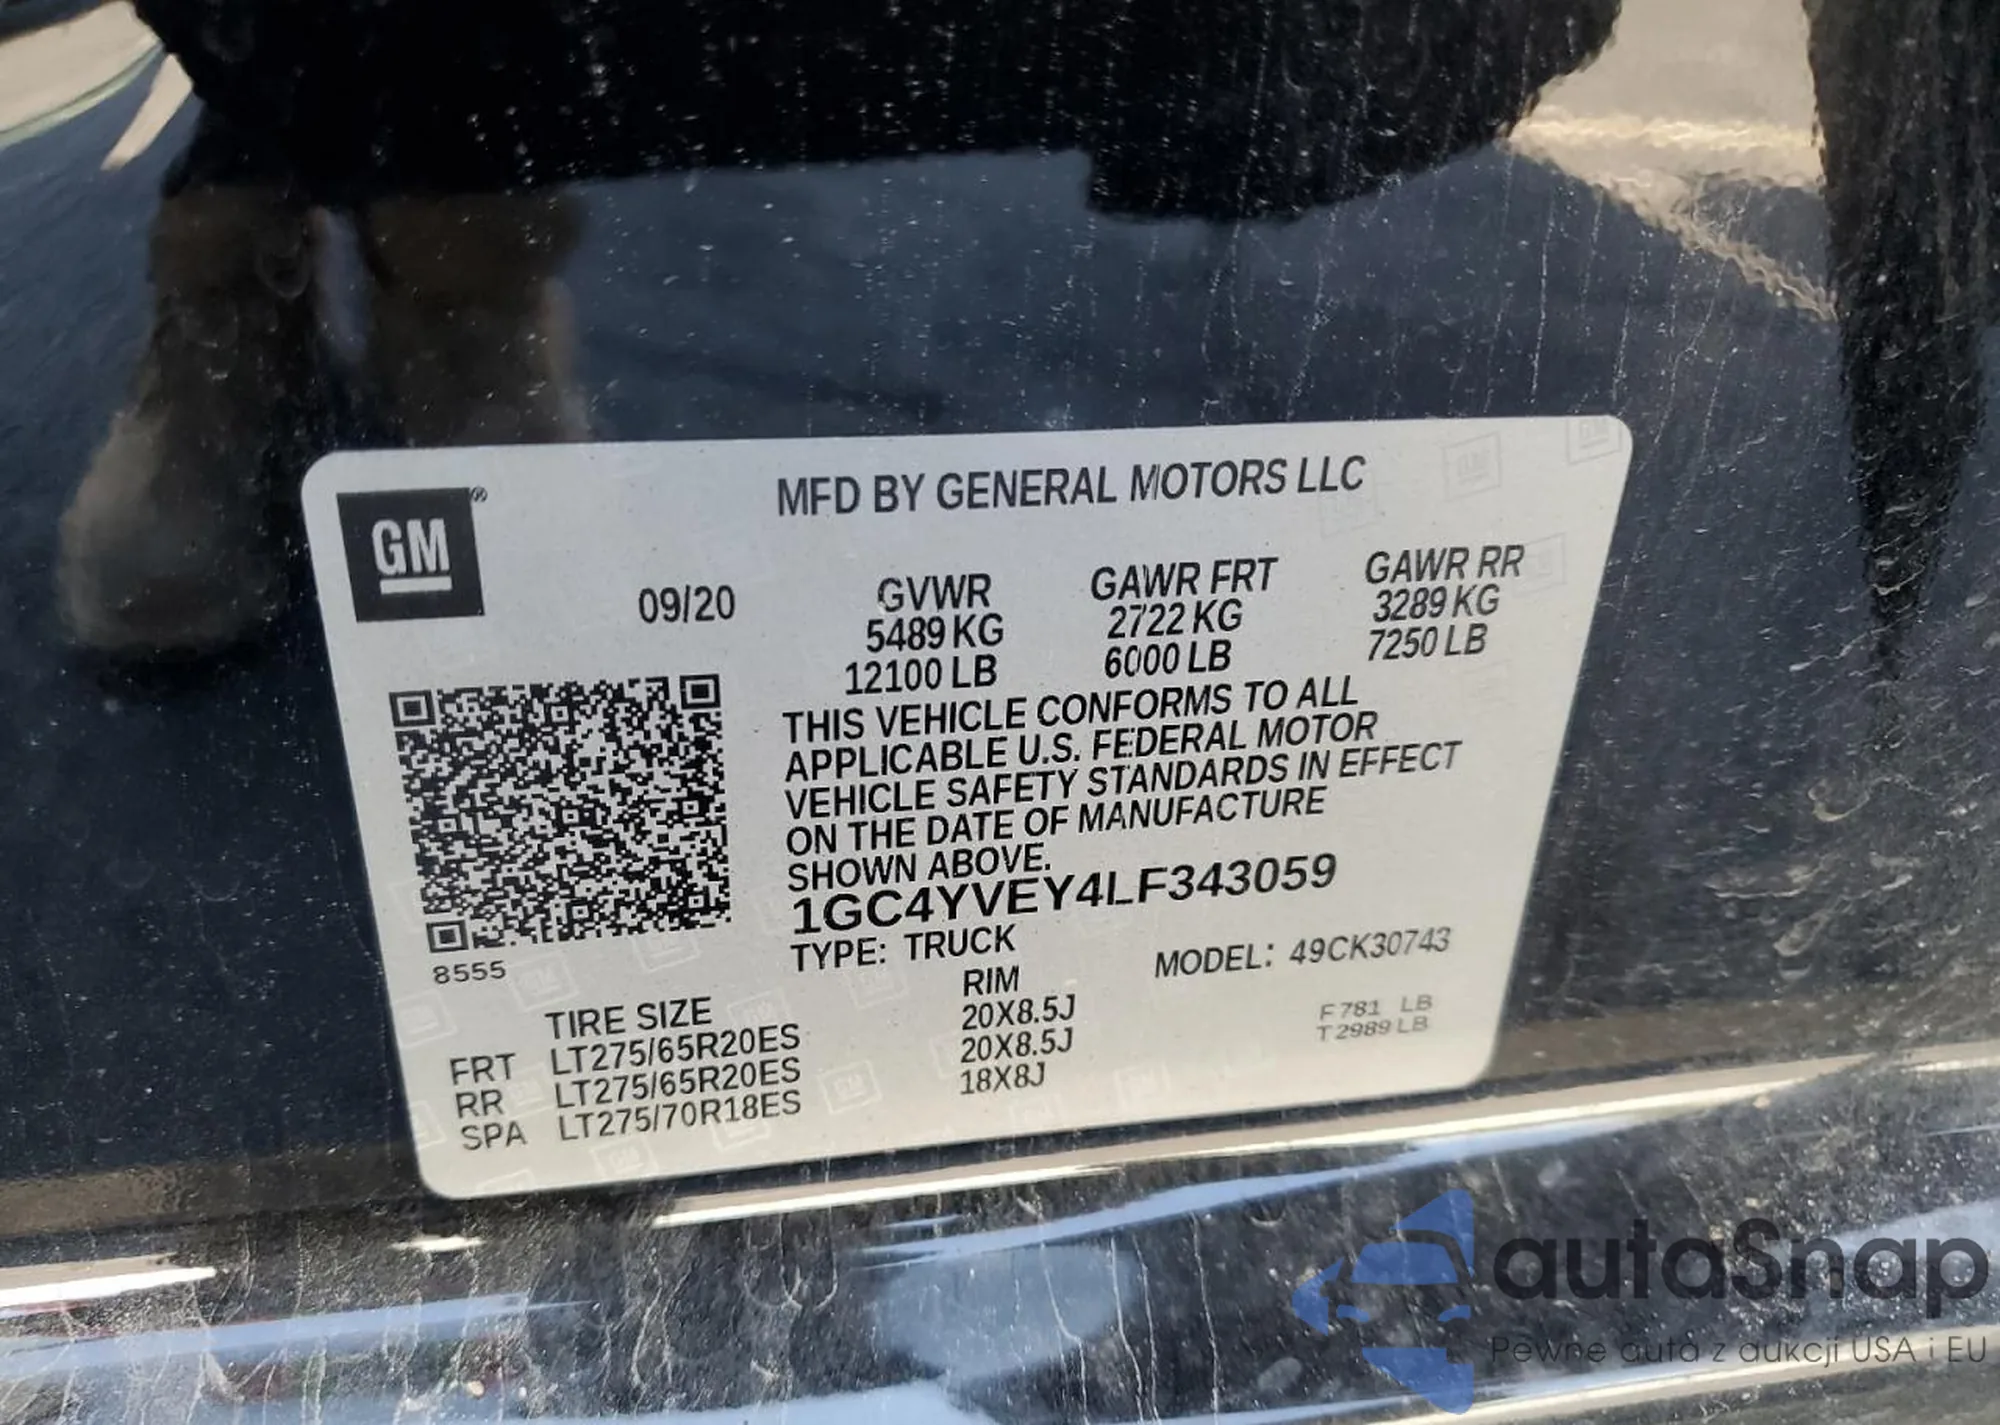 MFD BY GENERAL MOTORS LLC
GM®
09/20
GVWR GAWR FRT GAWR RR
5489 KG 2722 KG 3289 KG
12100 LB 6000 LB 7250 LB
THIS VEHICLE CONFORMS TO ALL
APPLICABLE U.S. FEDERAL MOTOR
VEHICLE SAFETY STANDARDS IN EFFECT
ON THE DATE OF MANUFACTURE
SHOWN ABOVE.
1GC4YVEY4LF343059
TYPE: TRUCK MODEL: 49CK30743
8555
TIRE SIZE RIM
FRT LT275/65R20ES 20X8.5J
RR LT275/65R20ES 20X8.5J
SPA LT275/70R18ES 18X8J
F 781 LB
T 2989 LB
autaSnap
Pewne auta z aukcji USA i EU